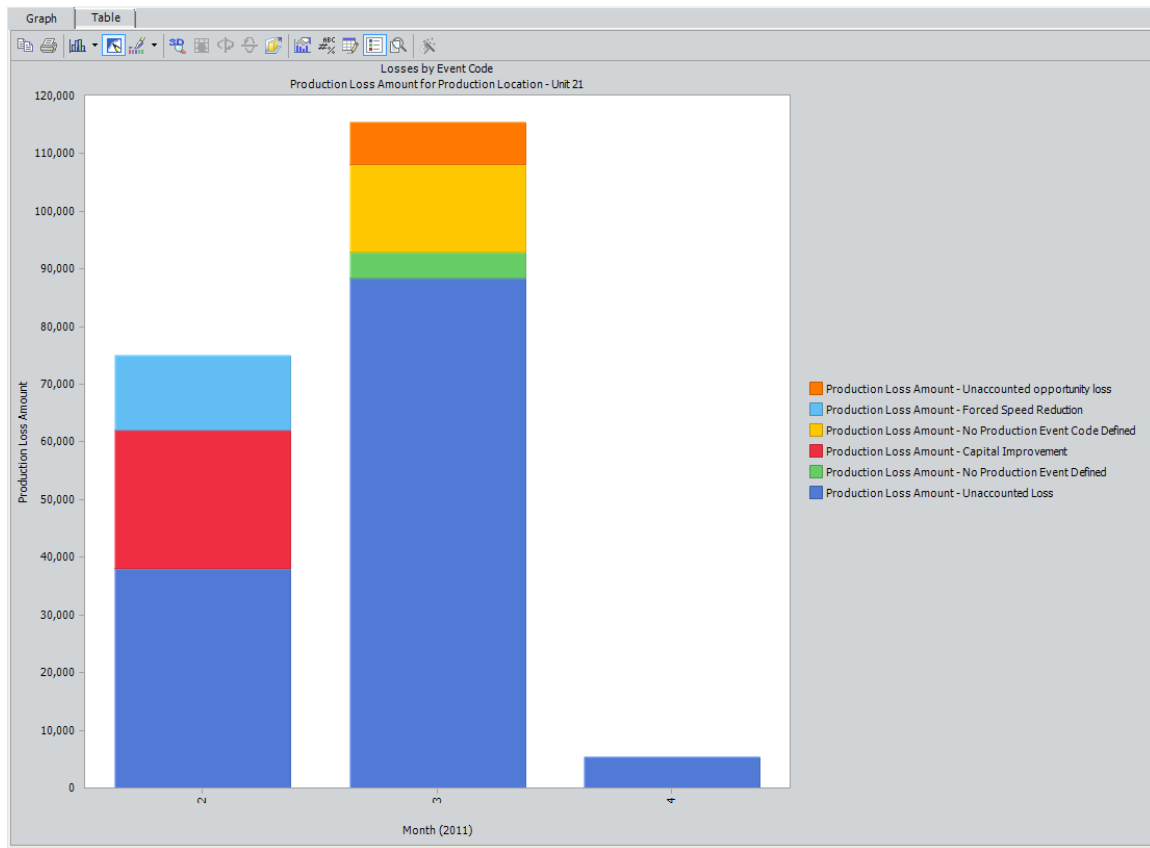 Graph Table
3D ABC #%
Losses by Event Code
Production Loss Amount for Production Location - Unit 21
120,000
110,000
100,000
90,000
80,000
70,000
60,000
50,000
40,000
30,000
20,000
10,000
0
Production Loss Amount
2 3 4
Month (2011)
Production Loss Amount - Unaccounted opportunity loss
Production Loss Amount - Forced Speed Reduction
Production Loss Amount - No Production Event Code Defined
Production Loss Amount - Capital Improvement
Production Loss Amount - No Production Event Defined
Production Loss Amount - Unaccounted Loss